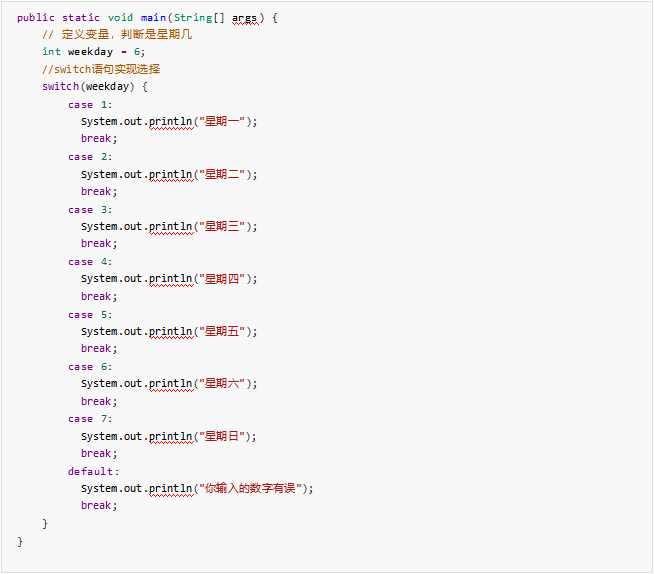 public static void main(String[] args) {
// 定义变量，判断是星期几
int weekday = 6;
//switch语句实现选择
switch(weekday) {
case 1:
System.out.println("星期一");
break;
case 2:
System.out.println("星期二");
break;
case 3:
System.out.println("星期三");
break;
case 4:
System.out.println("星期四");
break;
case 5:
System.out.println("星期五");
break;
case 6:
System.out.println("星期六");
break;
case 7:
System.out.println("星期日");
break;
default:
System.out.println("你输入的数字有误");
break;
}
}